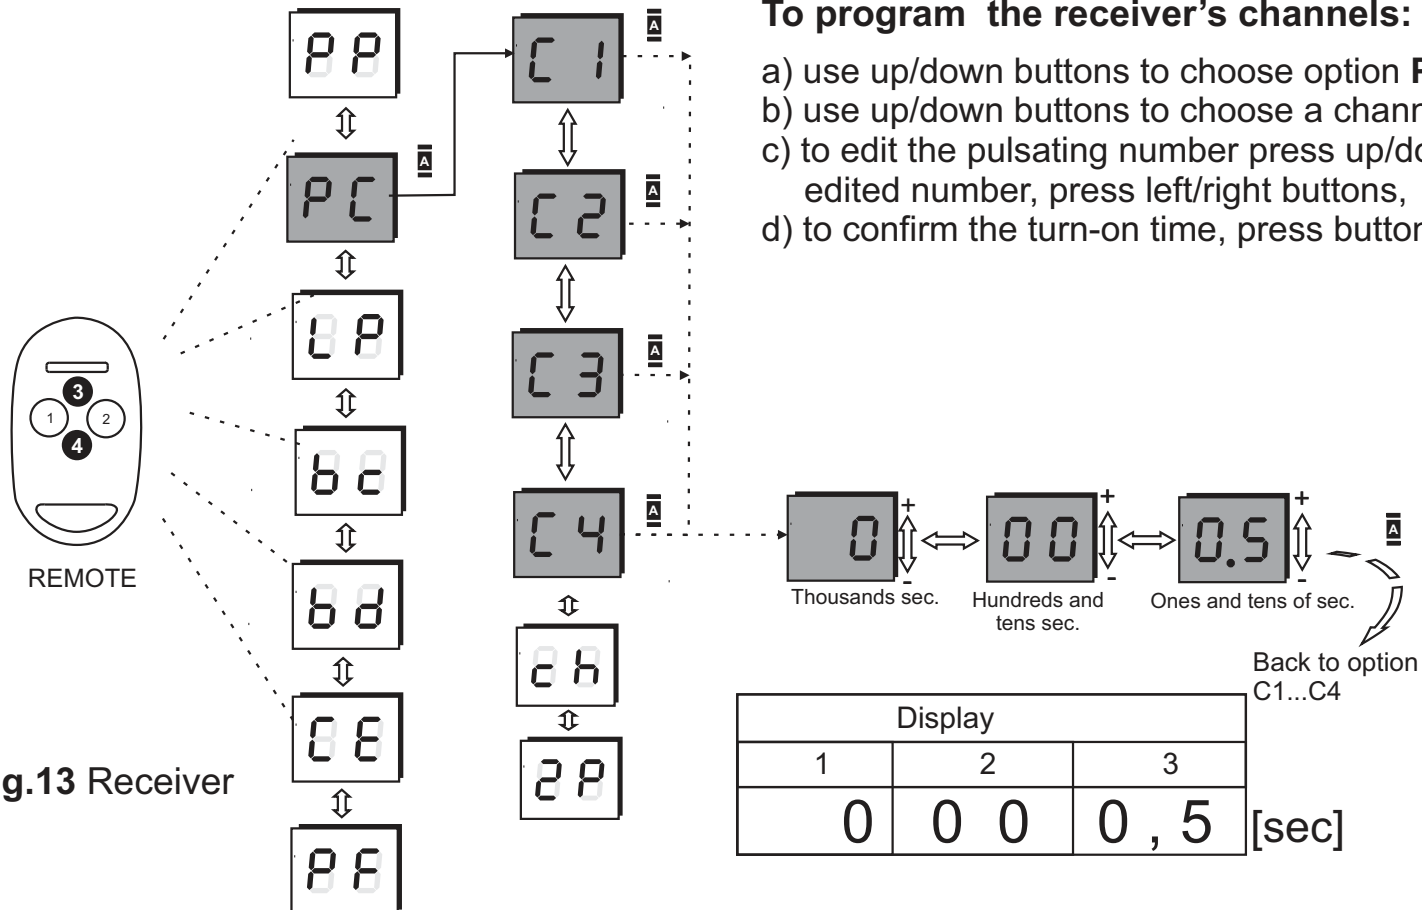 To program the receiver's channels:
a) use up/down buttons to choose option
b) use up/down buttons to choose a
c) to edit the pulsating number press
edited number, press left/right buttons,
d) to confirm the turn-on time, press
PP
PC
A
LP
bc
bd
CE
PF
C1
A
C2
A
C3
A
C4
A
ch
2P
3
1
2
4
REMOTE
g.13 Receiver
0
+
-
Thousands sec.
00
+
-
Hundreds and
tens sec.
0.5
+
-
Ones and tens of sec.
A
Back to option
C1...C4
Display
1 2 3
0 0 0 0 , 5 [sec]